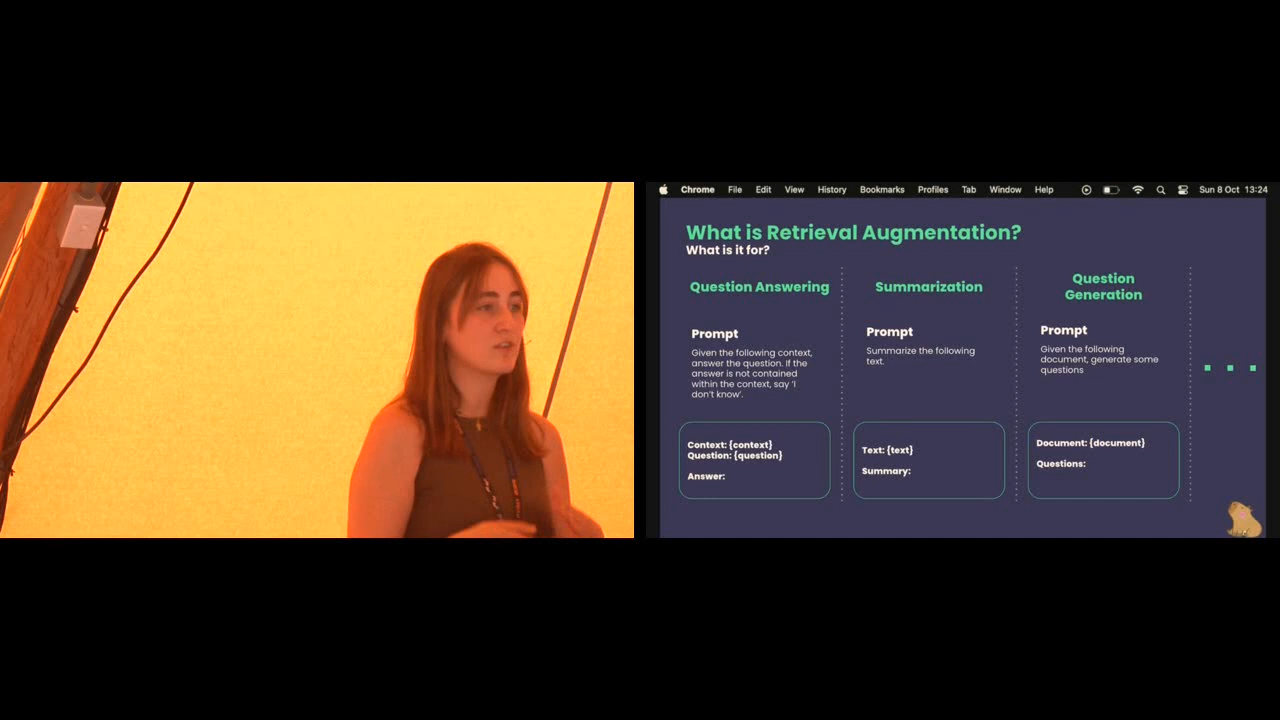 Chrome File Edit View History Bookmarks Profiles Tab Window Help Sun 8 Oct 13:24
What is Retrieval Augmentation?
What is it for?
Question Answering
Prompt
Given the following context,
answer the question. If the
answer is not contained
within the context, say 'I
don't know'.
Context: {context}
Question: {question}
Answer:
Summarization
Prompt
Summarize the following
text.
Text: {text}
Summary:
Question
Generation
Prompt
Given the following
document, generate some
questions
Document: {document}
Questions: